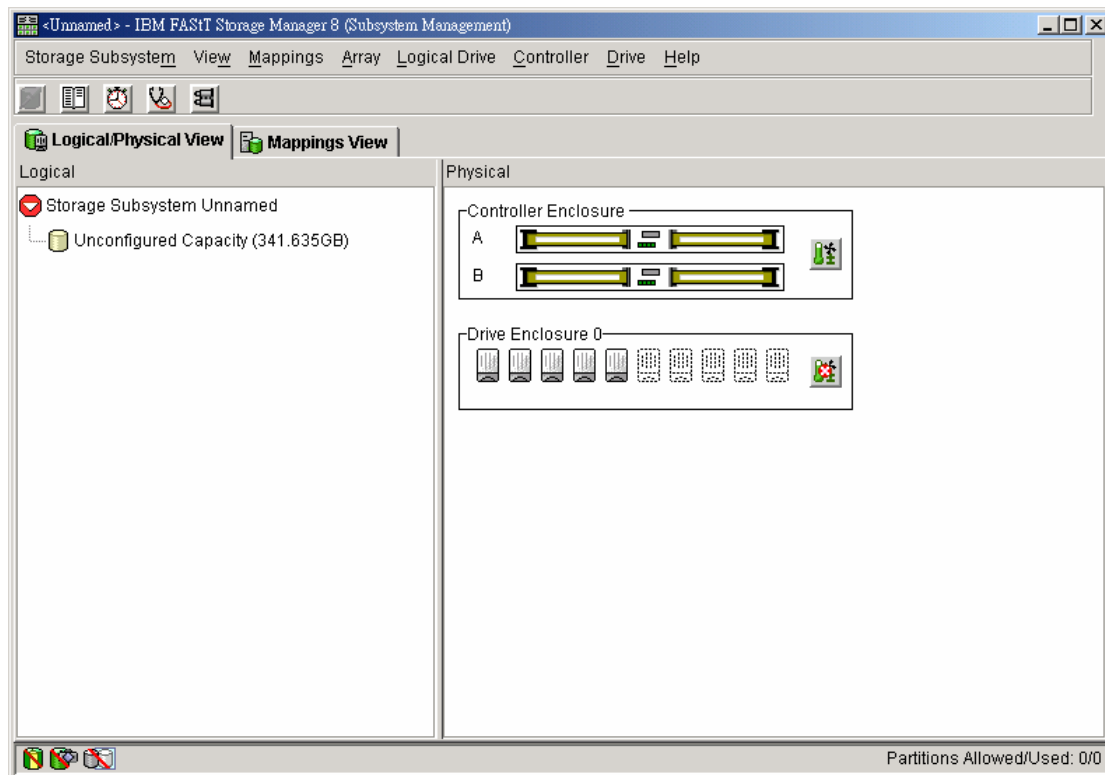 <Unnamed> - IBM FAStT Storage Manager 8 (Subsystem Management)
Storage Subsystem View Mappings Array Logical Drive Controller Drive Help
Logical/Physical View Mappings View
Logical
Storage Subsystem Unnamed
Unconfigured Capacity (341.635GB)
Physical
Controller Enclosure
A
B
Drive Enclosure 0
Partitions Allowed/Used: 0/0